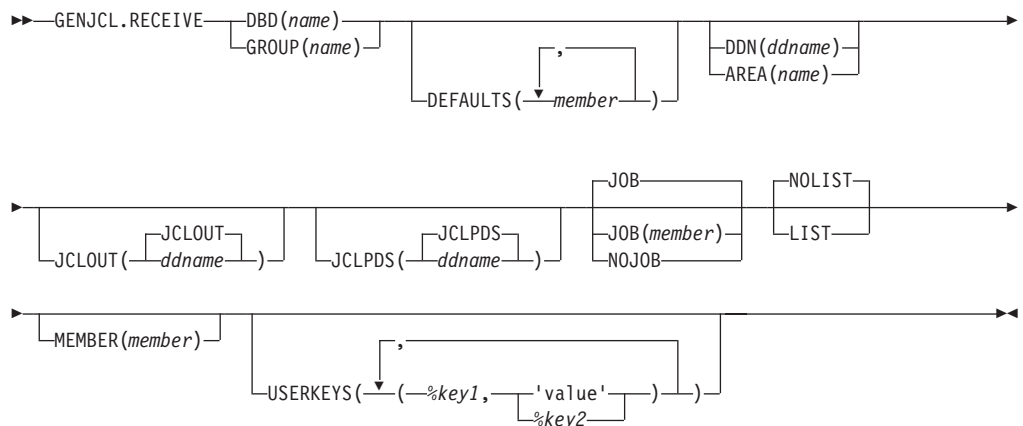 GENJCL.RECEIVE DBD(name)
GROUP(name)
,
DEFAULTS( member )
DDN(ddname)
AREA(name)
JCLOUT
JCLOUT( ddname )
JCLPDS
JCLPDS( ddname )
JOB
JOB(member)
NOJOB
NOLIST
LIST
MEMBER(member)
,
USERKEYS( (%key1, 'value' ) )
%key2